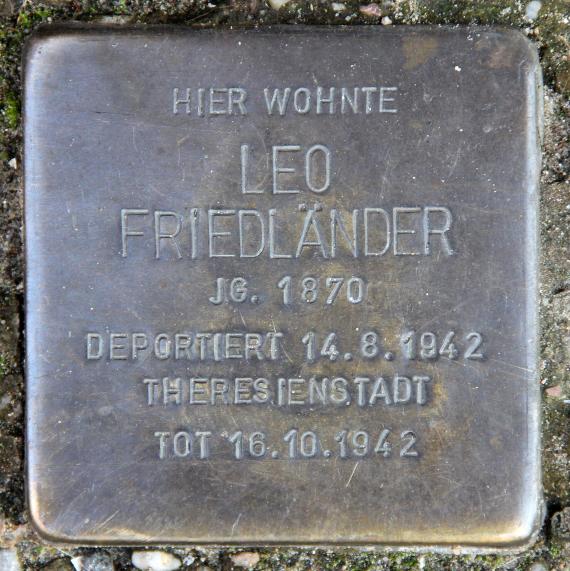 HIER WOHNTE
LEO
FRIEDLÄNDER
JG. 1870
DEPORTIERT 14.8.1942
THERESIENSTADT
TOT 16.10.1942